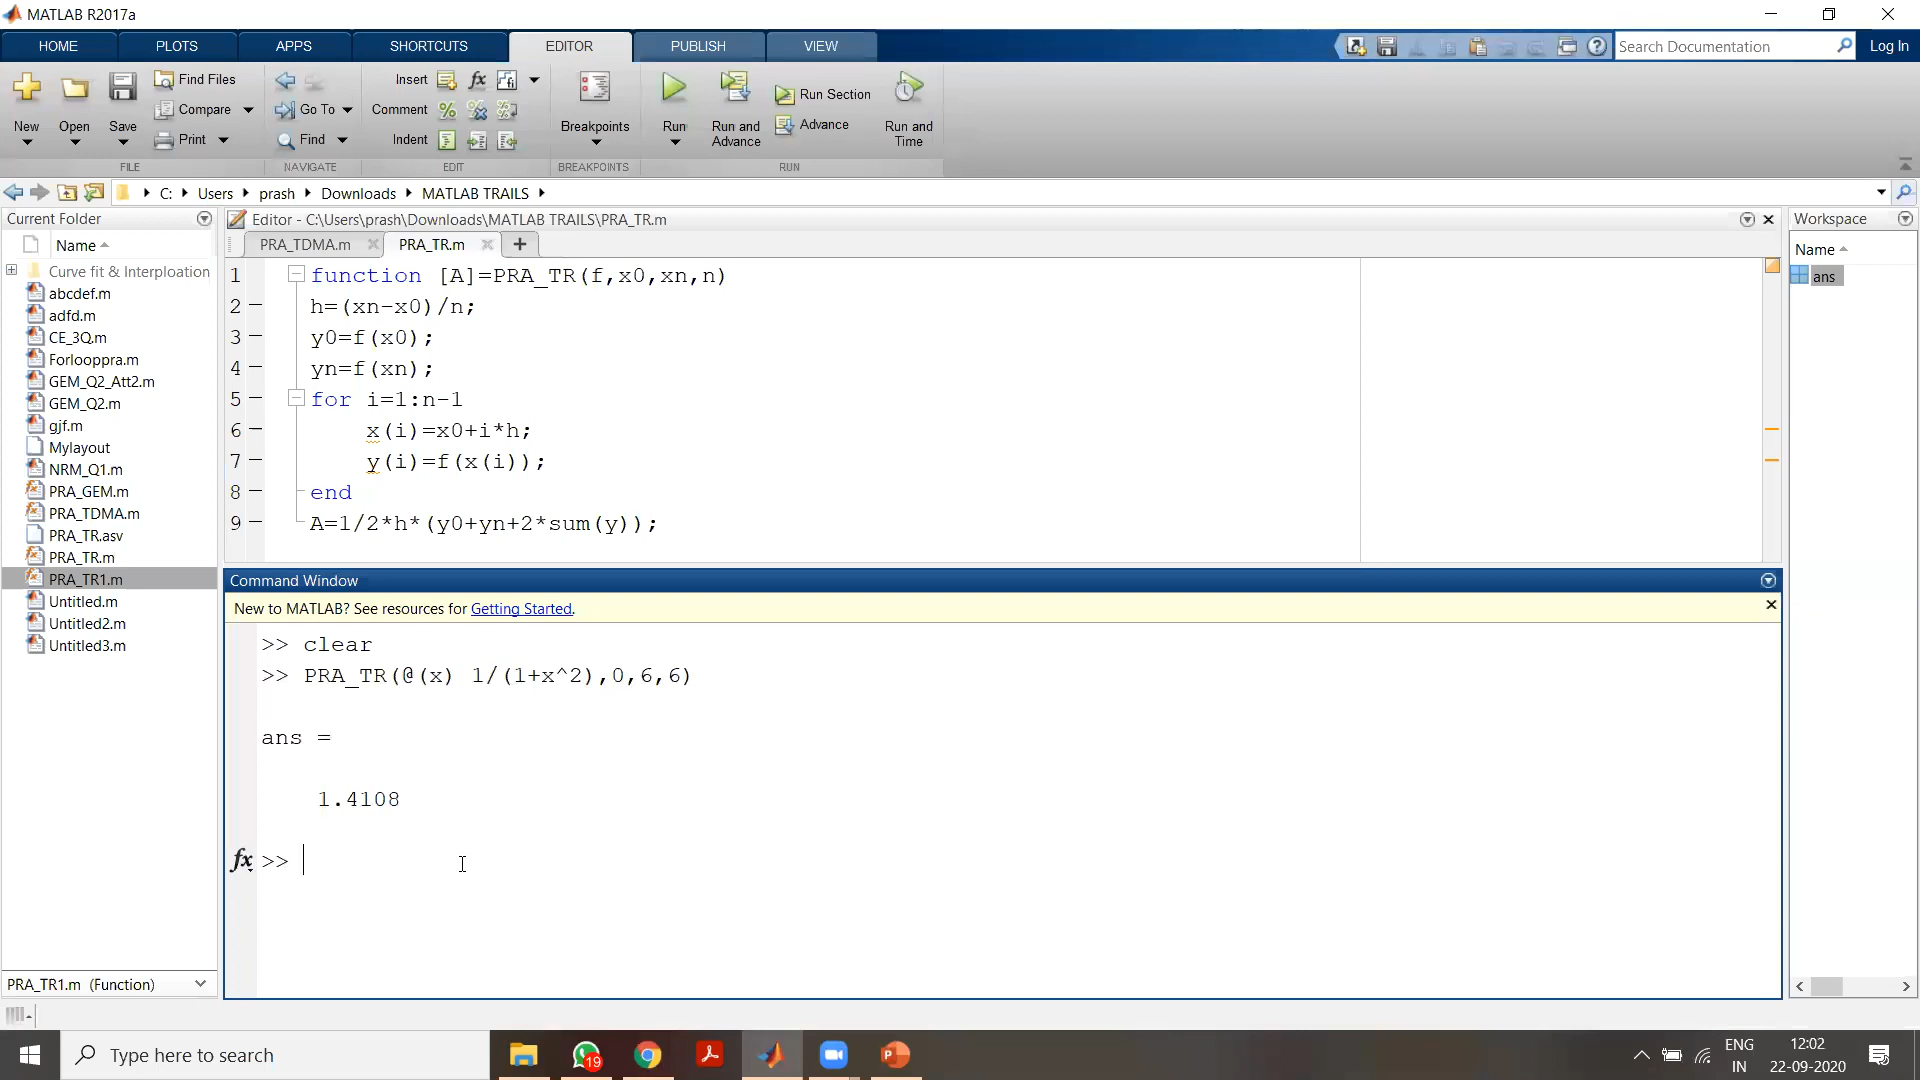 MATLAB R2017a
HOME PLOTS APPS SHORTCUTS EDITOR PUBLISH VIEW
Search Documentation
Log In
New
Open
Save
Find Files
Compare
Print
FILE
Go To
Find
NAVIGATE
Insert fx
Comment
Indent
EDIT
Breakpoints
BREAKPOINTS
Run
Run and Advance
Run Section
Advance
Run and Time
RUN
C: Users prash Downloads MATLAB TRAILS
Current Folder
Name
Curve fit & Interploation
abcdef.m
adfd.m
CE_3Q.m
Forlooppra.m
GEM_Q2_Att2.m
GEM_Q2.m
gjf.m
Mylayout
NRM_Q1.m
PRA_GEM.m
PRA_TDMA.m
PRA_TR.asv
PRA_TR.m
PRA_TR1.m
Untitled.m
Untitled2.m
Untitled3.m
PRA_TR1.m (Function)
Editor - C:\Users\prash\Downloads\MATLAB TRAILS\PRA_TR.m
PRA_TDMA.m PRA_TR.m
1 function [A]=PRA_TR(f,x0,xn,n)
2 h=(xn-x0)/n;
3 y0=f(x0);
4 yn=f(xn);
5 for i=1:n-1
6 x(i)=x0+i*h;
7 y(i)=f(x(i));
8 end
9 A=1/2*h*(y0+yn+2*sum(y));
Command Window
New to MATLAB? See resources for Getting Started.
>> clear
>> PRA_TR(@(x) 1/(1+x^2),0,6,6)
ans =
1.4108
fx >>
Workspace
Name
ans
Type here to search
19
ENG
IN
12:02
22-09-2020